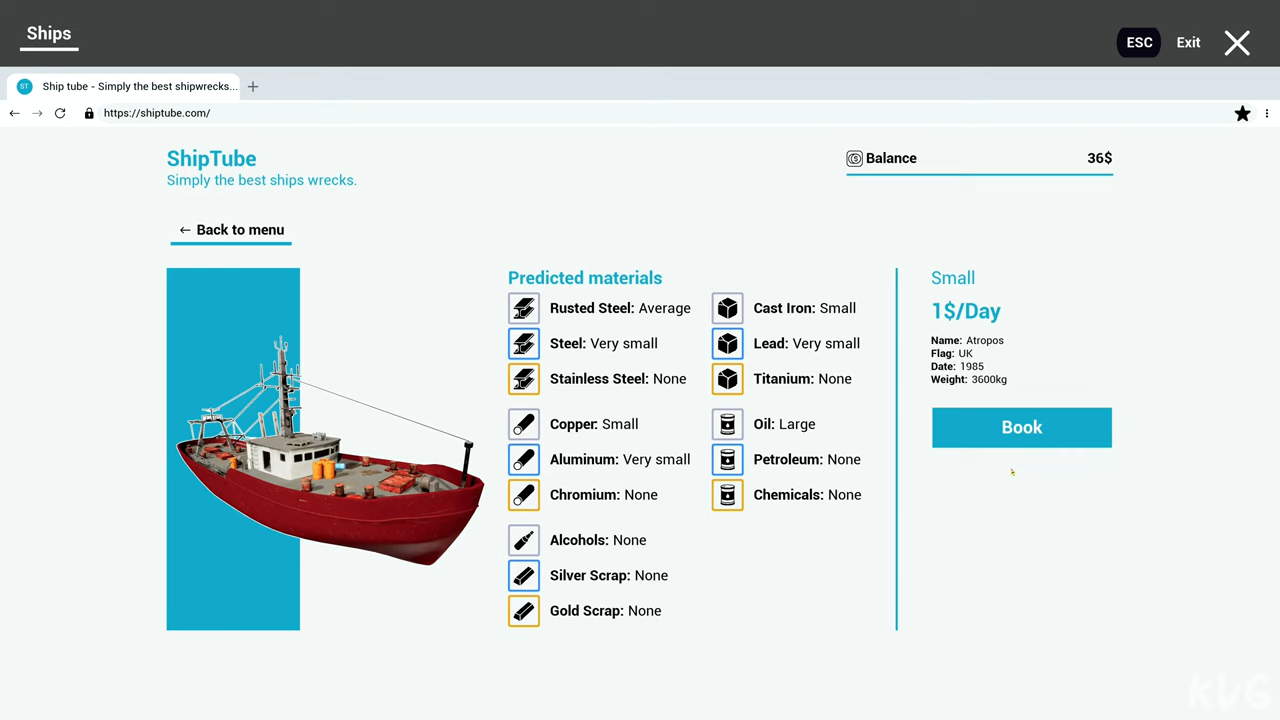 Ships
ESC Exit
ST Ship tube - Simply the best shipwrecks...
https://shiptube.com/
ShipTube
Simply the best ships wrecks.
Balance 36$
← Back to menu
Predicted materials
Rusted Steel: Average
Steel: Very small
Stainless Steel: None
Copper: Small
Aluminum: Very small
Chromium: None
Alcohols: None
Silver Scrap: None
Gold Scrap: None
Cast Iron: Small
Lead: Very small
Titanium: None
Oil: Large
Petroleum: None
Chemicals: None
Small
1$/Day
Name: Atropos
Flag: UK
Date: 1985
Weight: 3600kg
Book
KVG